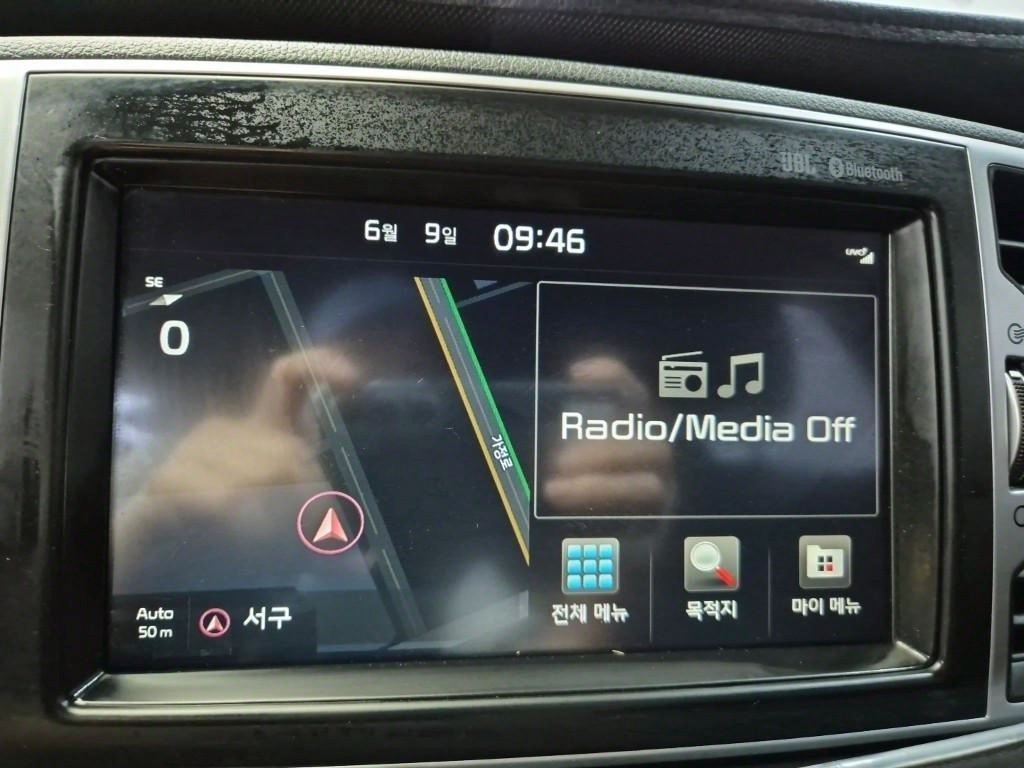 JBL Bluetooth
6월 9일 09:46
UVO
SE
0
가정로
Radio/Media Off
Auto
50 m
서구
전체 메뉴
목적지
마이 메뉴